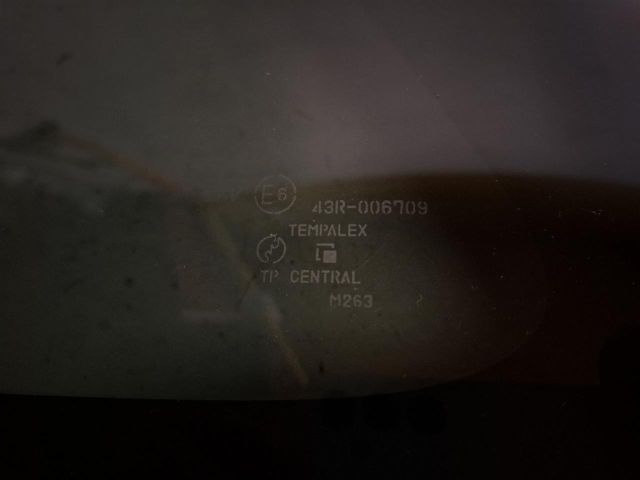 E6 43R-006709
TEMPALEX
TP CENTRAL
M263